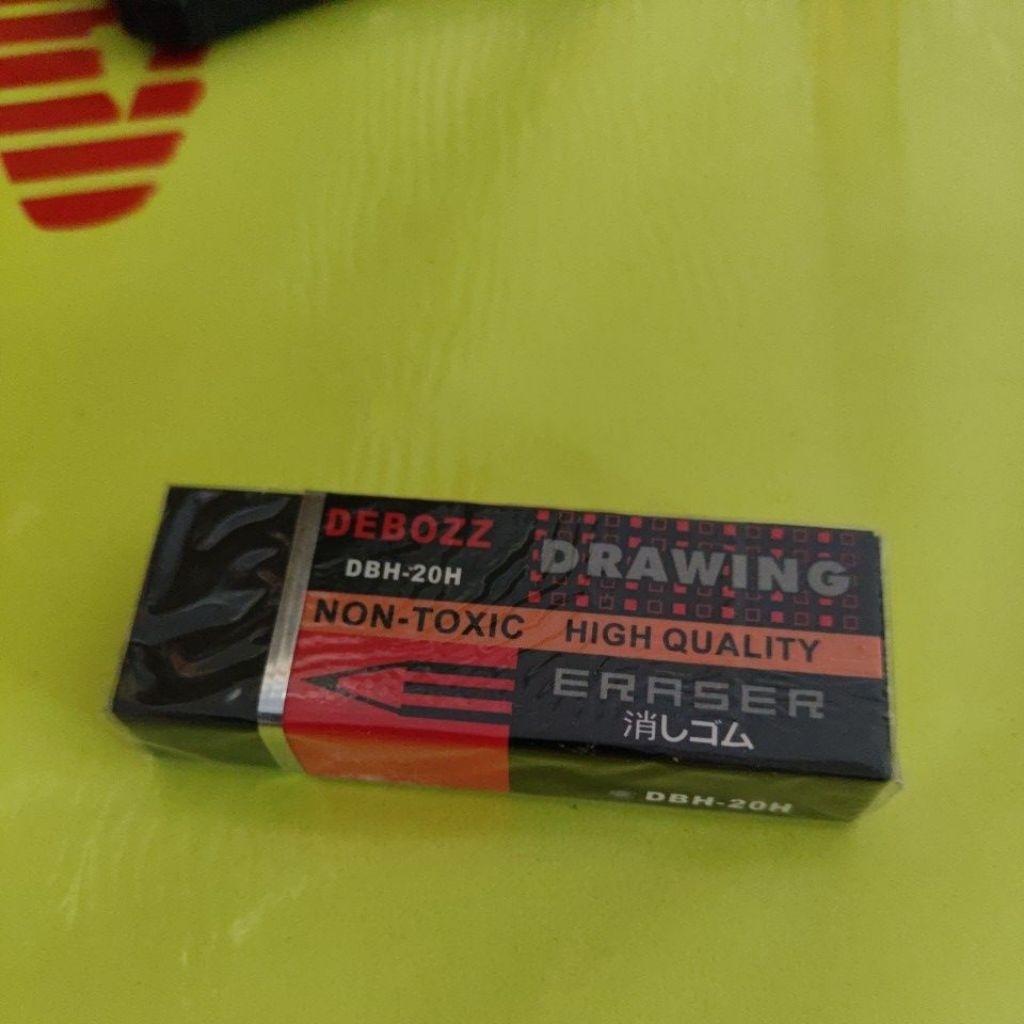 DEBOZZ
DBH-20H
DRAWING
NON-TOXIC HIGH QUALITY
ERASER
消しゴム
DBH-20H